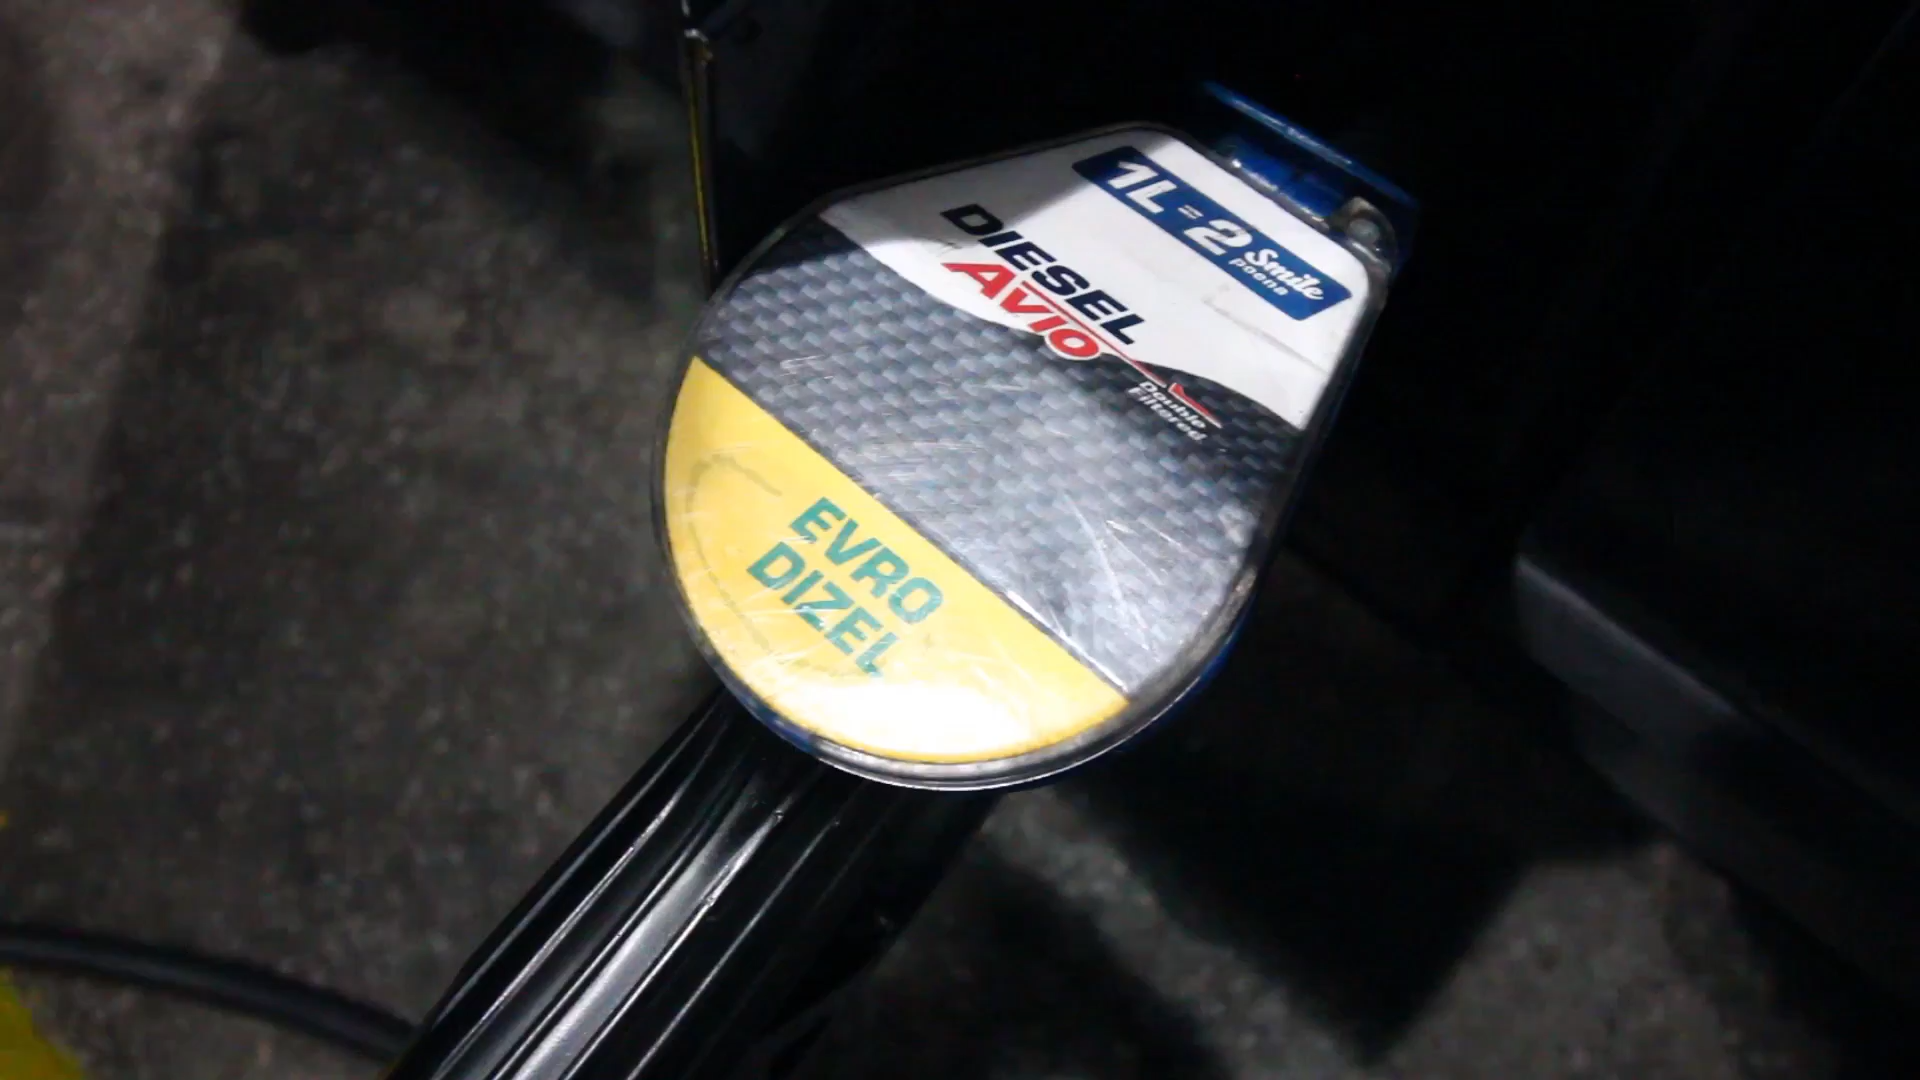 1L = 2 Smile
poena
DIESEL
AVIO
Double
Filtered
EVRO
DIZEL